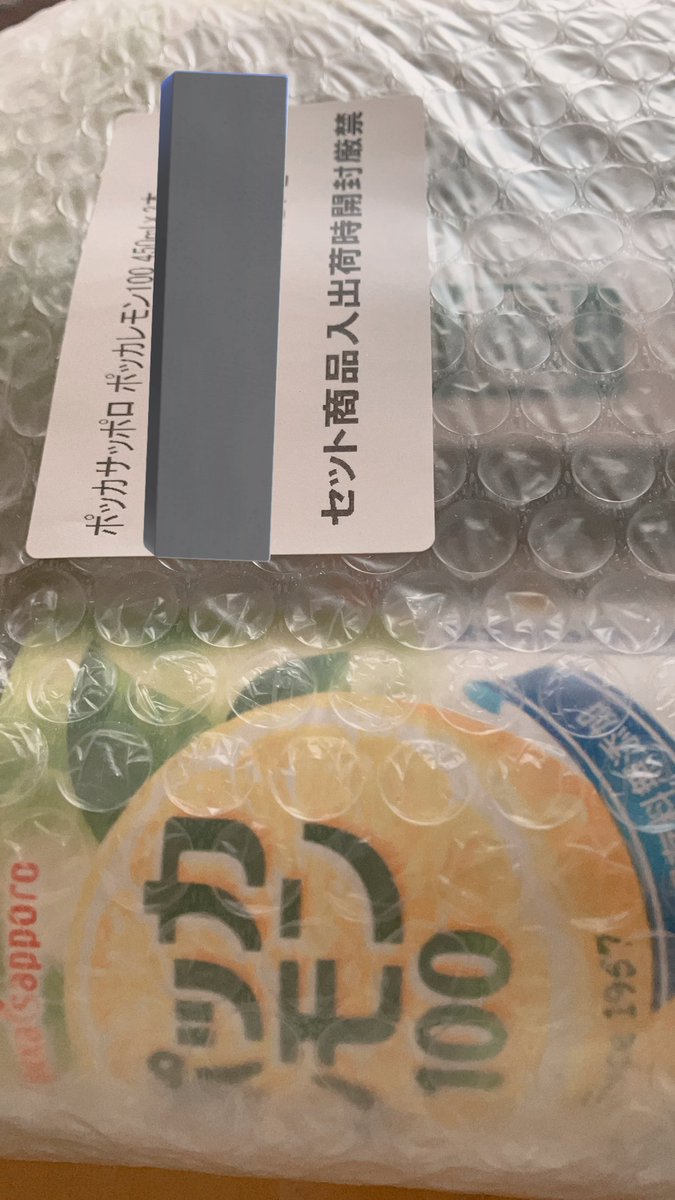 ポッカサッポロ ポッカレモン100 450ml
セット商品入出荷時開封厳禁
sapporo
ポッカ
レモン
100
Since 1957